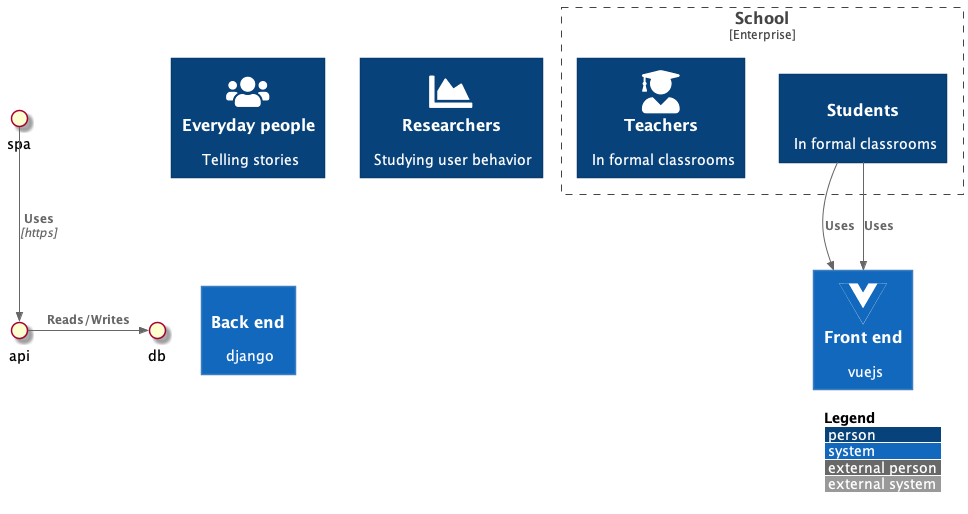 School
[Enterprise]
Everyday people
Telling stories
Researchers
Studying user behavior
Teachers
In formal classrooms
Students
In formal classrooms
spa
Uses
[https]
Uses
Uses
api
Reads/Writes
db
Back end
django
Front end
vuejs
Legend
person
system
external person
external system